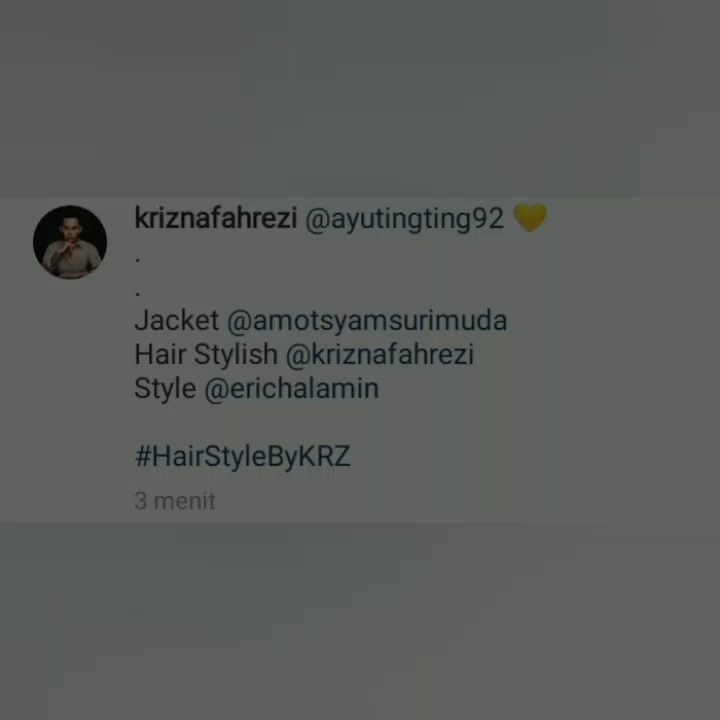 kriznafahrezi @ayutingting92 💛
.
.
Jacket @amotsyamsurimuda
Hair Stylish @kriznafahrezi
Style @erichalamin
#HairStyleByKRZ
3 menit